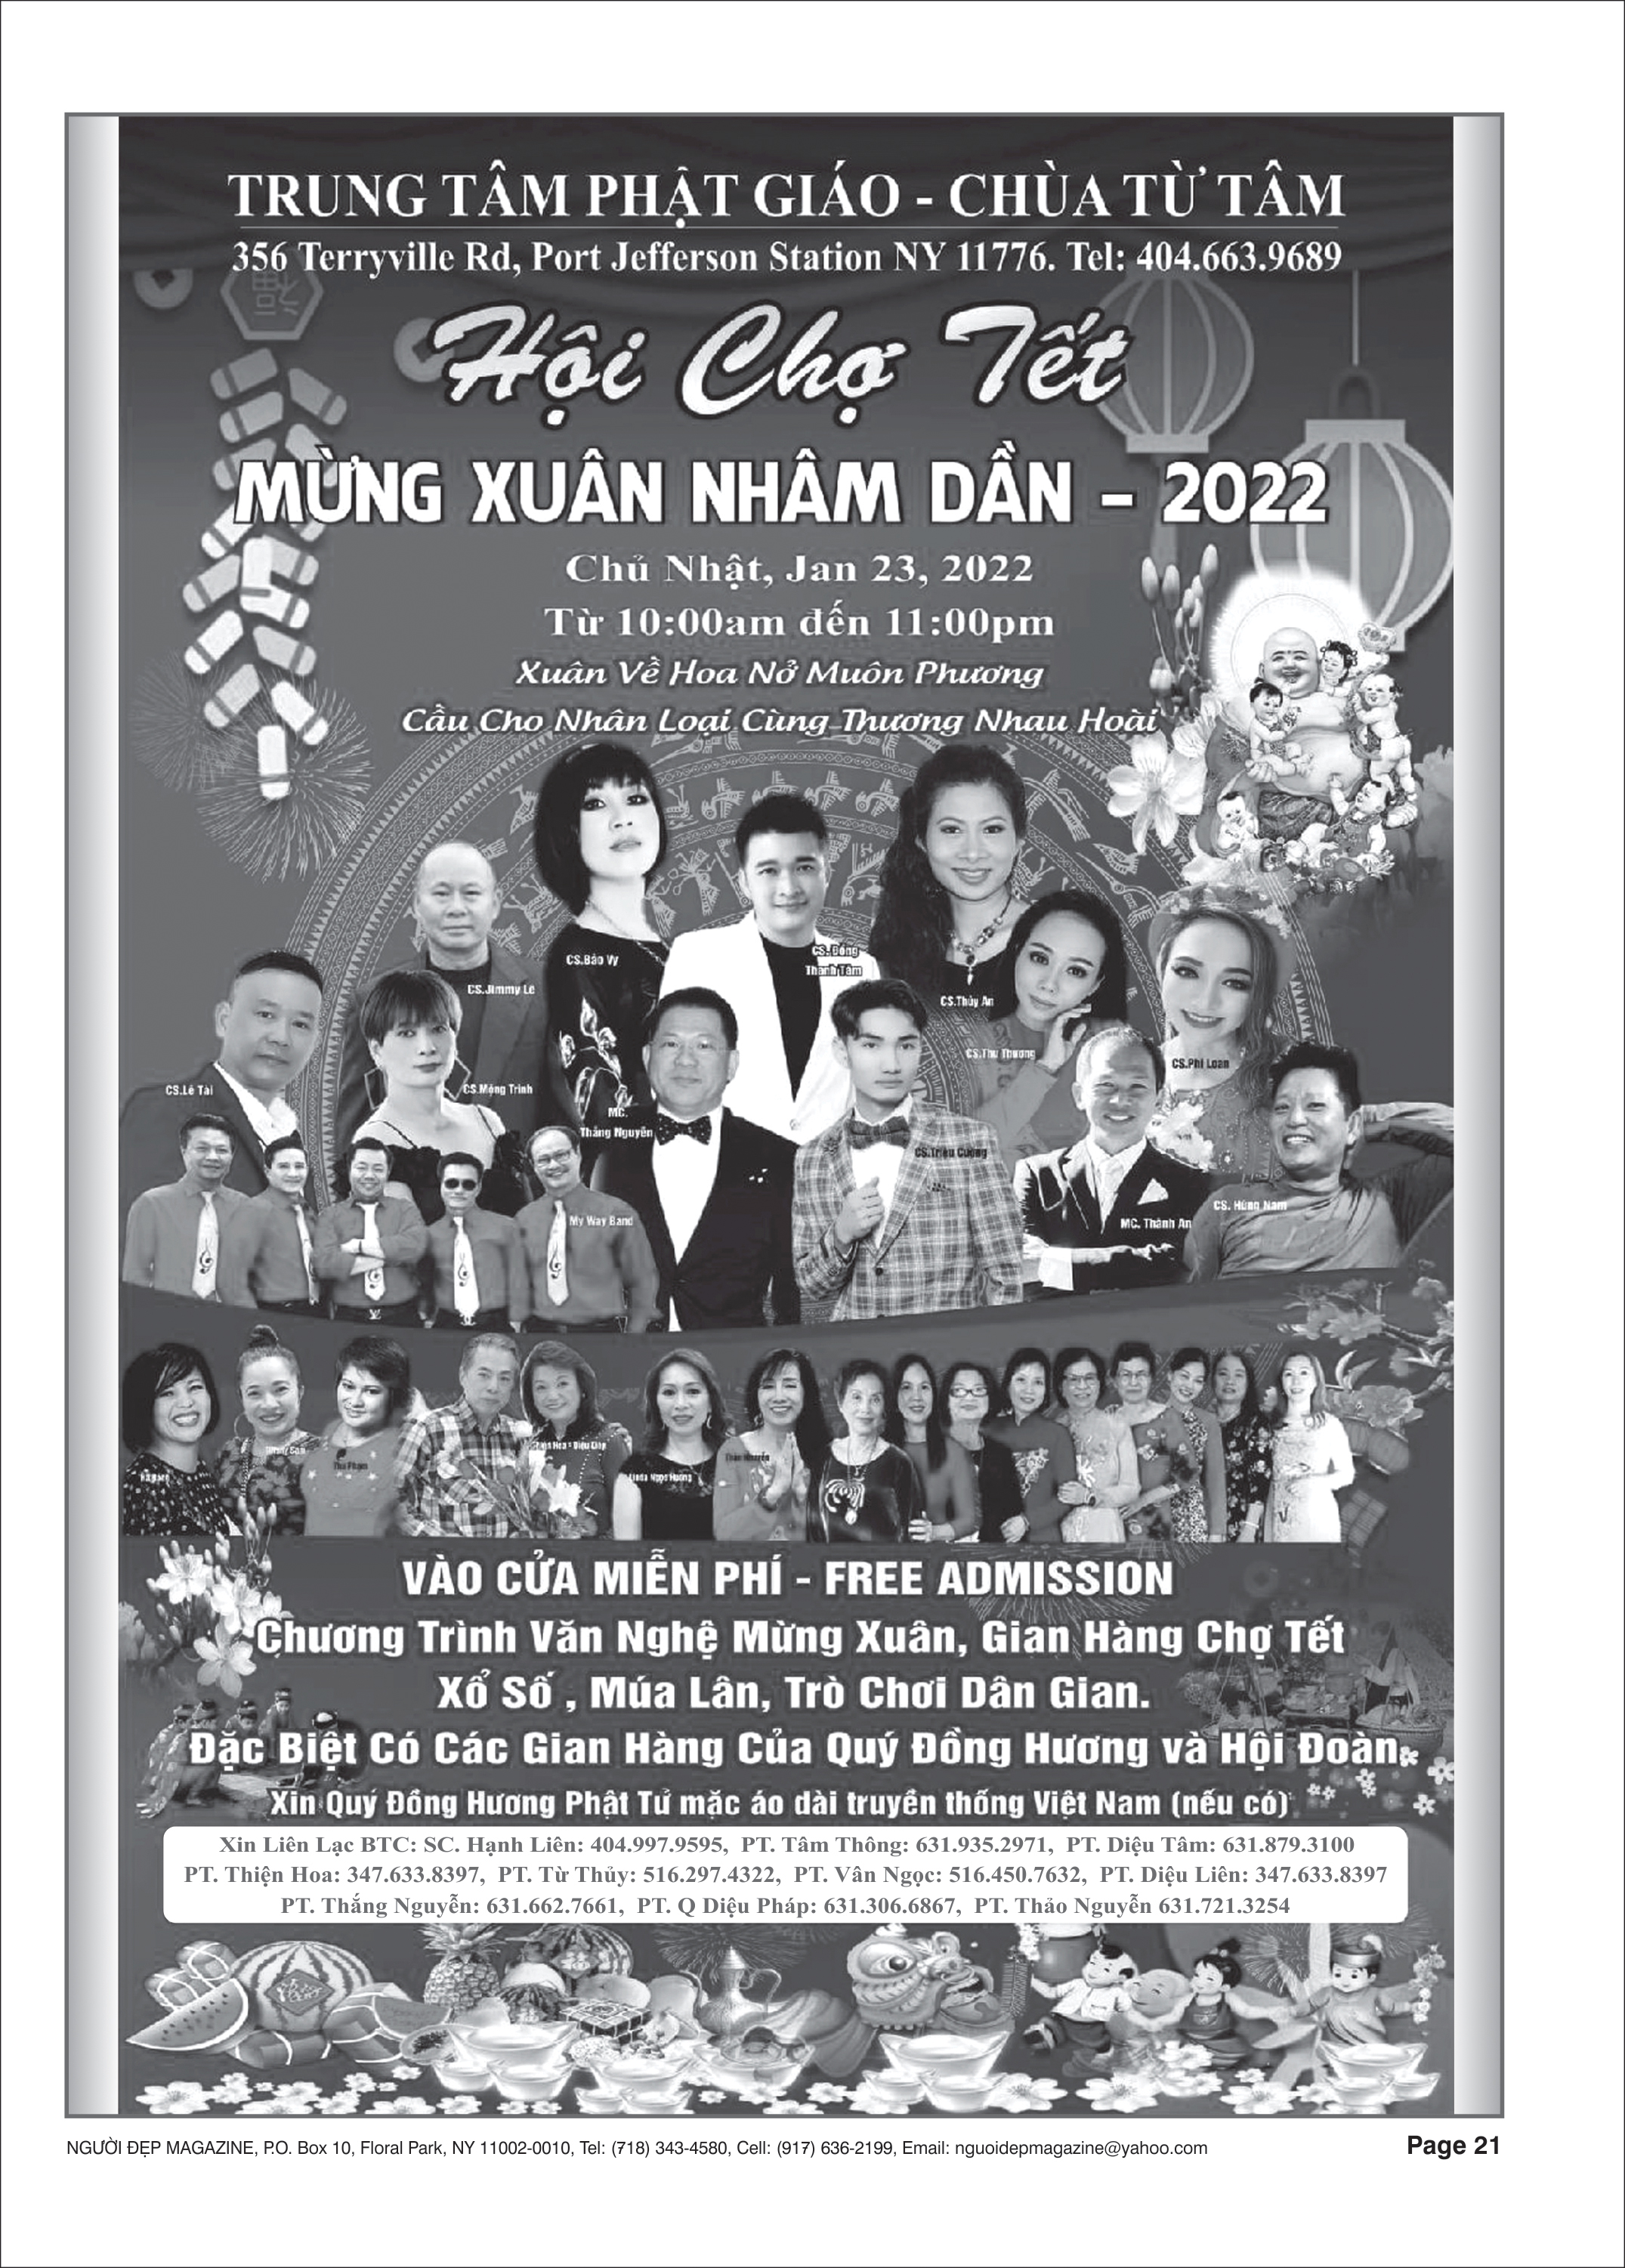 TRUNG TÂM PHẬT GIÁO - CHÙA TỪ TÂM
356 Terryville Rd, Port Jefferson Station NY 11776. Tel: 404.663.9689
Hội Chợ Tết
MỪNG XUÂN NHÂM DẦN - 2022
Chủ Nhật, Jan 23, 2022
Từ 10:00am đến 11:00pm
Xuân Về Hoa Nở Muôn Phương
Cầu Cho Nhân Loại Cùng Thương Nhau Hoài
CS.Bảo Vy
CS.Đông
Thanh Tâm
CS.Jimmy Lê
CS.Thủy An
CS.Thu Thương
CS.Phi Loan
CS.Lê Tài
CS.Mộng Trinh
MC.
Thắng Nguyễn
CS.Triệu Cường
MC. Thành An
CS. Hùng Nam
My Way Band
Thu Phạm
Linda Ngọc Hương
VÀO CỬA MIỄN PHÍ - FREE ADMISSION
Chương Trình Văn Nghệ Mừng Xuân, Gian Hàng Chợ Tết
Xổ Số , Múa Lân, Trò Chơi Dân Gian.
Đặc Biệt Có Các Gian Hàng Của Quý Đồng Hương và Hội Đoàn.
Xin Quý Đồng Hương Phật Tử mặc áo dài truyền thống Việt Nam (nếu có)
Xin Liên Lạc BTC: SC. Hạnh Liên: 404.997.9595, PT. Tâm Thông: 631.935.2971, PT. Diệu Tâm: 631.879.3100
PT. Thiện Hoa: 347.633.8397, PT. Từ Thủy: 516.297.4322, PT. Vân Ngọc: 516.450.7632, PT. Diệu Liên: 347.633.8397
PT. Thắng Nguyễn: 631.662.7661, PT. Q Diệu Pháp: 631.306.6867, PT. Thảo Nguyễn 631.721.3254
NGƯỜI ĐẸP MAGAZINE, P.O. Box 10, Floral Park, NY 11002-0010, Tel: (718) 343-4580, Cell: (917) 636-2199, Email: nguoidepmagazine@yahoo.com
Page 21